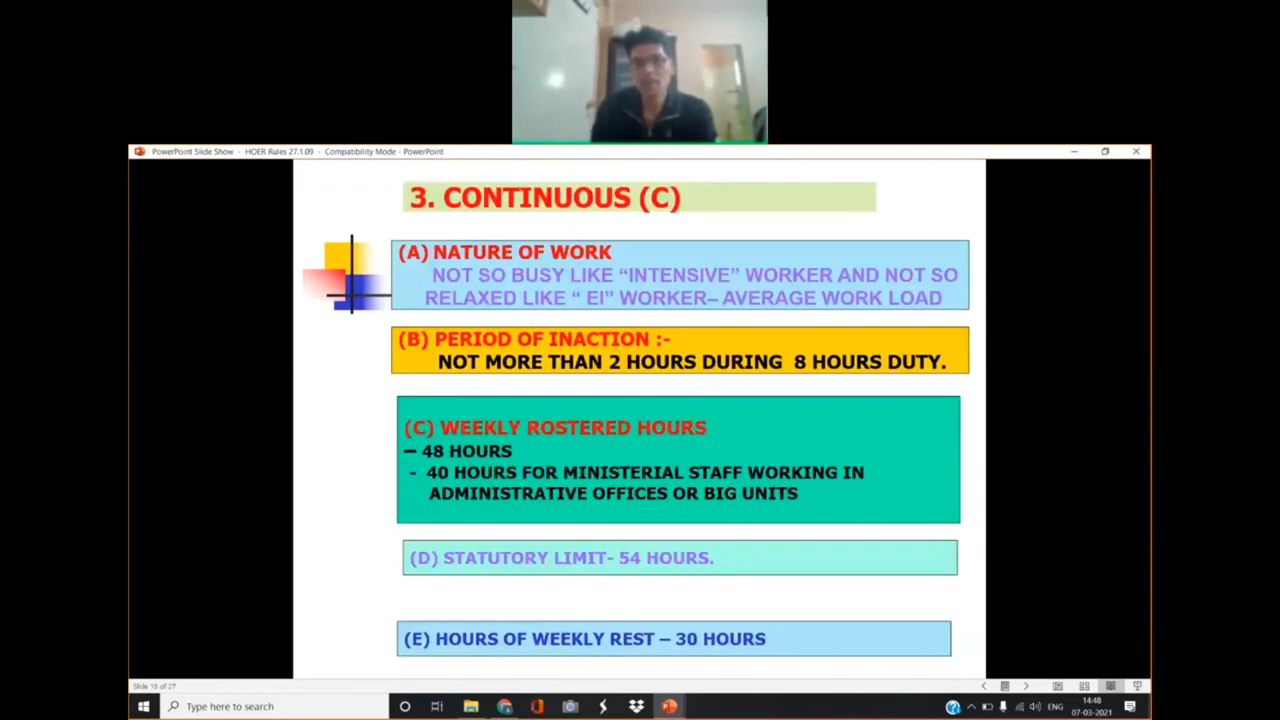 PowerPoint Slide Show - HOER Rules 27.1.09 - Compatibility Mode - PowerPoint
3. CONTINUOUS (C)
(A) NATURE OF WORK
NOT SO BUSY LIKE “INTENSIVE” WORKER AND NOT SO
RELAXED LIKE “ EI” WORKER– AVERAGE WORK LOAD
(B) PERIOD OF INACTION :-
NOT MORE THAN 2 HOURS DURING 8 HOURS DUTY.
(C) WEEKLY ROSTERED HOURS
– 48 HOURS
- 40 HOURS FOR MINISTERIAL STAFF WORKING IN
ADMINISTRATIVE OFFICES OR BIG UNITS
(D) STATUTORY LIMIT- 54 HOURS.
(E) HOURS OF WEEKLY REST – 30 HOURS
Slide 15 of 27
Type here to search
ENG
14:48
07-03-2021